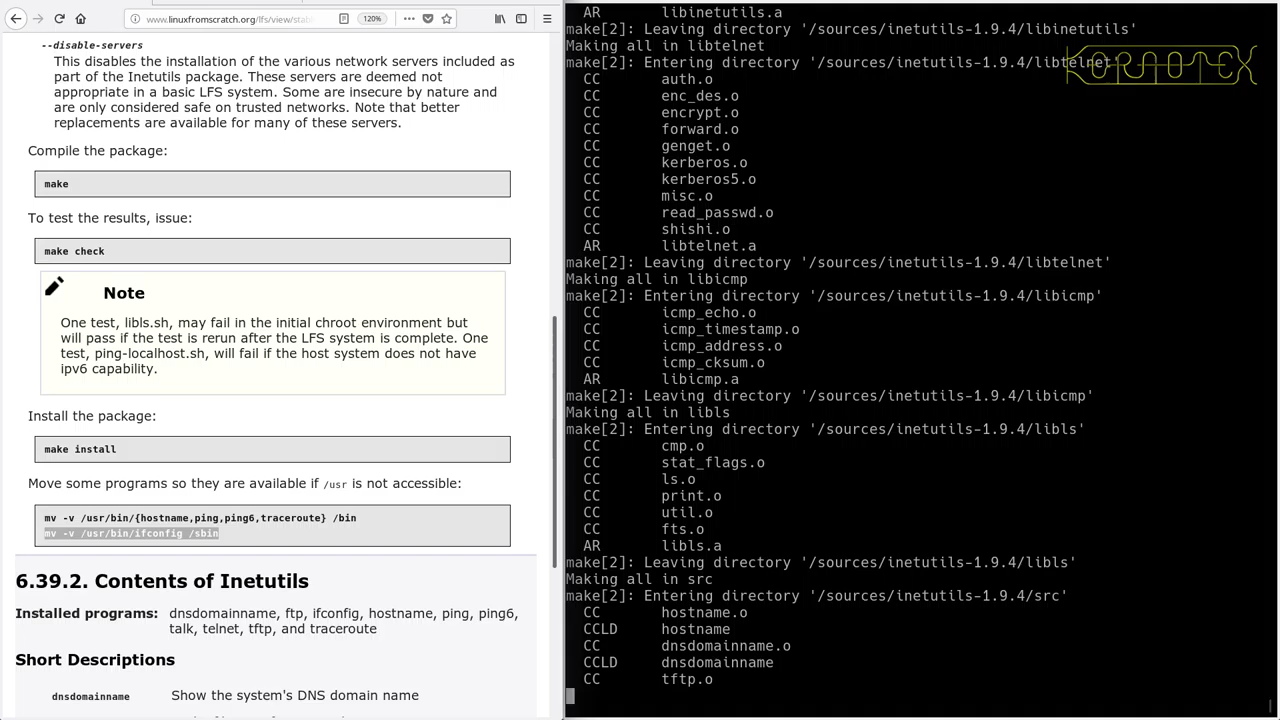 www.linuxfromscratch.org/lfs/view/stab
120%
--disable-servers
This disables the installation of the various network servers included as
part of the Inetutils package. These servers are deemed not
appropriate in a basic LFS system. Some are insecure by nature and
are only considered safe on trusted networks. Note that better
replacements are available for many of these servers.
Compile the package:
make
To test the results, issue:
make check
Note
One test, libls.sh, may fail in the initial chroot environment but
will pass if the test is rerun after the LFS system is complete. One
test, ping-localhost.sh, will fail if the host system does not have
ipv6 capability.
Install the package:
make install
Move some programs so they are available if /usr is not accessible:
mv -v /usr/bin/{hostname,ping,ping6,traceroute} /bin
mv -v /usr/bin/ifconfig /sbin
6.39.2. Contents of Inetutils
Installed programs: dnsdomainname, ftp, ifconfig, hostname, ping, ping6,
talk, telnet, tftp, and traceroute
Short Descriptions
dnsdomainname Show the system's DNS domain name
AR libinetutils.a
make[2]: Leaving directory '/sources/inetutils-1.9.4/libinetutils'
Making all in libtelnet
make[2]: Entering directory '/sources/inetutils-1.9.4/libtelnet'
CC auth.o
CC enc_des.o
CC encrypt.o
CC forward.o
CC genget.o
CC kerberos.o
CC kerberos5.o
CC misc.o
CC read_passwd.o
CC shishi.o
AR libtelnet.a
make[2]: Leaving directory '/sources/inetutils-1.9.4/libtelnet'
Making all in libicmp
make[2]: Entering directory '/sources/inetutils-1.9.4/libicmp'
CC icmp_echo.o
CC icmp_timestamp.o
CC icmp_address.o
CC icmp_cksum.o
AR libicmp.a
make[2]: Leaving directory '/sources/inetutils-1.9.4/libicmp'
Making all in libls
make[2]: Entering directory '/sources/inetutils-1.9.4/libls'
CC cmp.o
CC stat_flags.o
CC ls.o
CC print.o
CC util.o
CC fts.o
AR libls.a
make[2]: Leaving directory '/sources/inetutils-1.9.4/libls'
Making all in src
make[2]: Entering directory '/sources/inetutils-1.9.4/src'
CC hostname.o
CCLD hostname
CC dnsdomainname.o
CCLD dnsdomainname
CC tftp.o